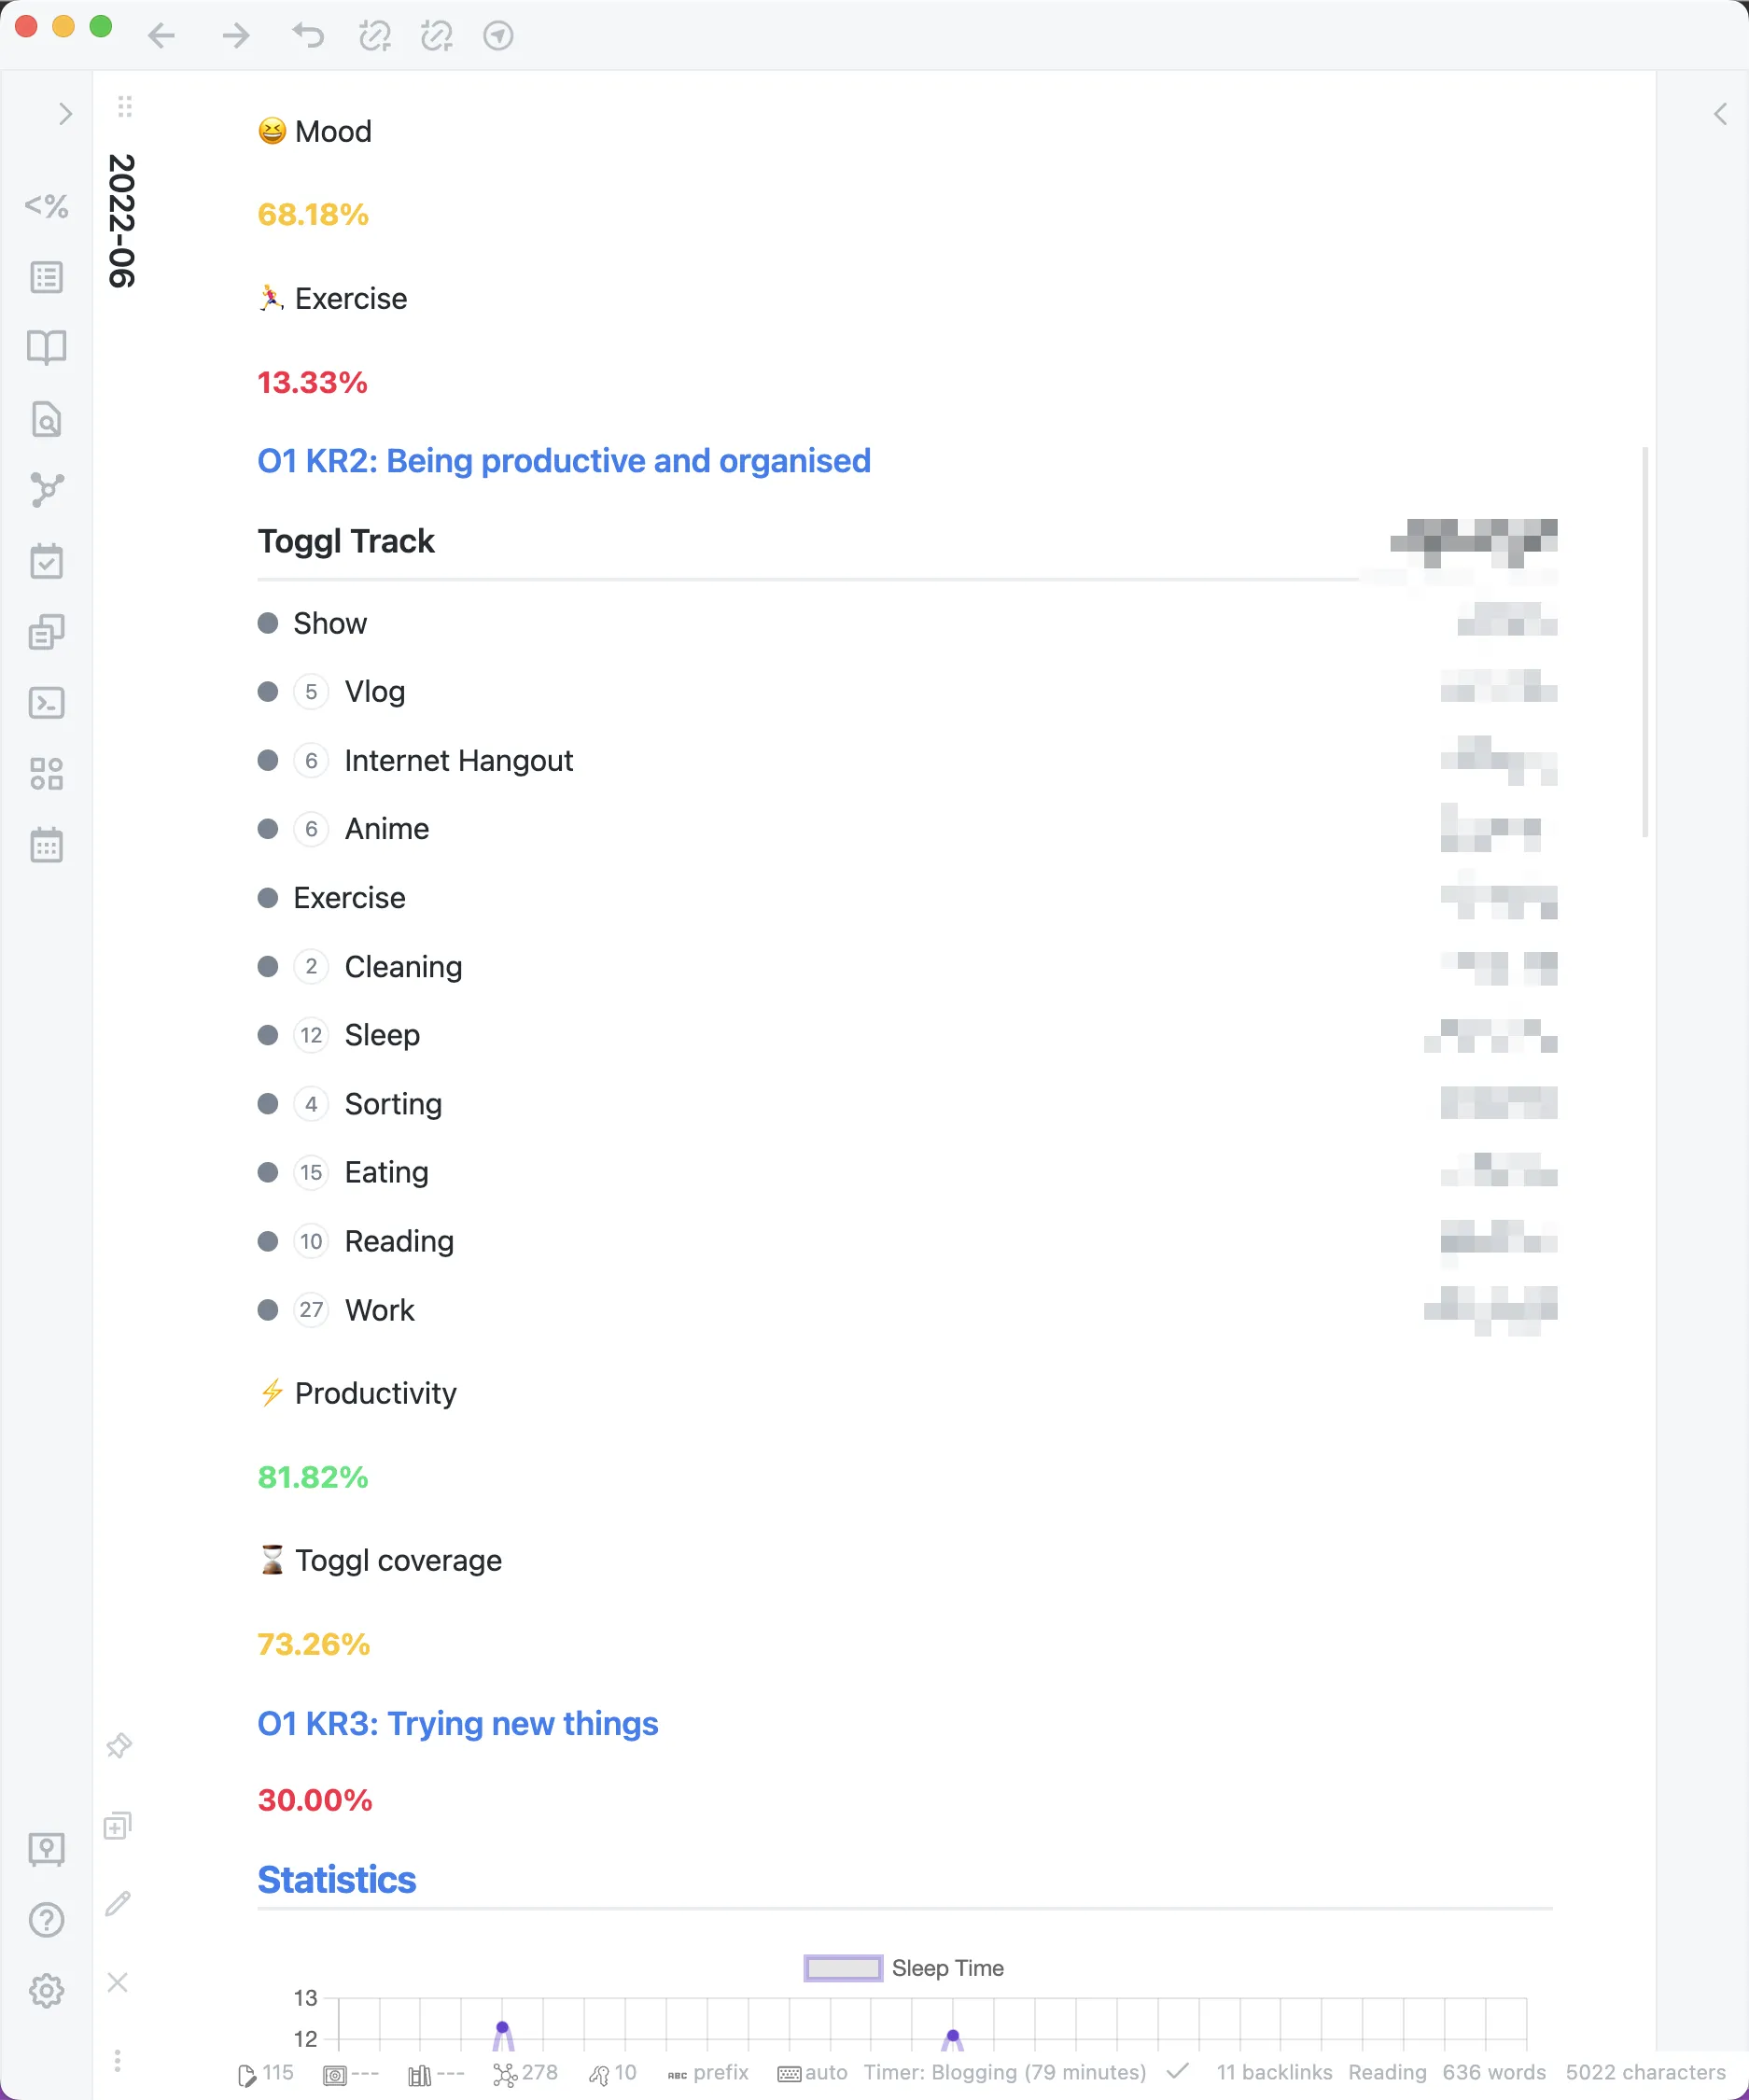 2022-06
<%
😆 Mood
68.18%
🏃 Exercise
13.33%
O1 KR2: Being productive and organised
Toggl Track
Show
5 Vlog
6 Internet Hangout
6 Anime
Exercise
2 Cleaning
12 Sleep
4 Sorting
15 Eating
10 Reading
27 Work
⚡ Productivity
81.82%
⌛ Toggl coverage
73.26%
O1 KR3: Trying new things
30.00%
Statistics
Sleep Time
13
12
115 --- --- 278 10 ABC prefix auto Timer: Blogging (79 minutes) 11 backlinks Reading 636 words 5022 characters